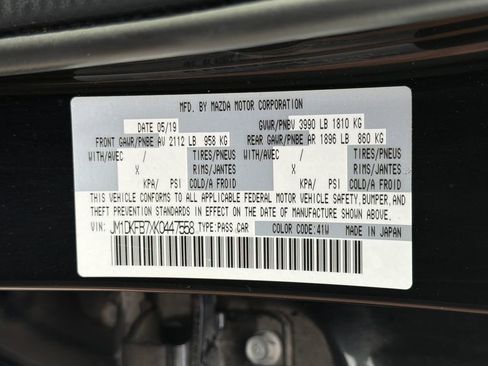 MFD. BY MAZDA MOTOR CORPORATION
DATE 05/19 GVWR/PNBV 3990 LB 1810 KG
FRONT GAWR/PNBE AV 2112 LB 958 KG REAR GAWR/PNBE AR 1896 LB 860 KG
WITH/AVEC / TIRES/PNEUS WITH/AVEC / TIRES/PNEUS
X RIMS/JANTES X RIMS/JANTES
KPA/ PSI COLD/A FROID KPA/ PSI COLD/A FROID
THIS VEHICLE CONFORMS TO ALL APPLICABLE FEDERAL MOTOR VEHICLE SAFETY, BUMPER, AND
THEFT PREVENTION STANDARDS IN EFFECT ON THE DATE OF MANUFACTURE SHOWN ABOVE.
VIN: JM1DKFB7XK0447558 TYPE:PASS.CAR COLOR CODE:41W MADE IN JAPAN